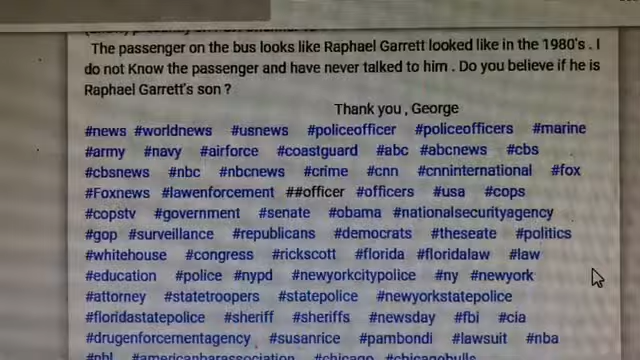 The passenger on the bus looks like Raphael Garrett looked like in the 1980's . I
do not Know the passenger and have never talked to him . Do you believe if he is
Raphael Garrett's son ?
Thank you , George
#news #worldnews #usnews #policeofficer #policeofficers #marine
#army #navy #airforce #coastguard #abc #abcnews #cbs
#cbsnews #nbc #nbcnews #crime #cnn #cnninternational #fox
#Foxnews #lawenforcement ##officer #officers #usa #cops
#copstv #government #senate #obama #nationalsecurityagency
#gop #surveillance #republicans #democrats #theseate #politics
#whitehouse #congress #rickscott #florida #floridalaw #law
#education #police #nypd #newyorkcitypolice #ny #newyork
#attorney #statetroopers #statepolice #newyorkstatepolice
#floridastatepolice #sheriff #sheriffs #newsday #fbi #cia
#drugenforcementagency #susanrice #pambondi #lawsuit #nba
#nhl #americanbarassociation #chicago #chicagobulls